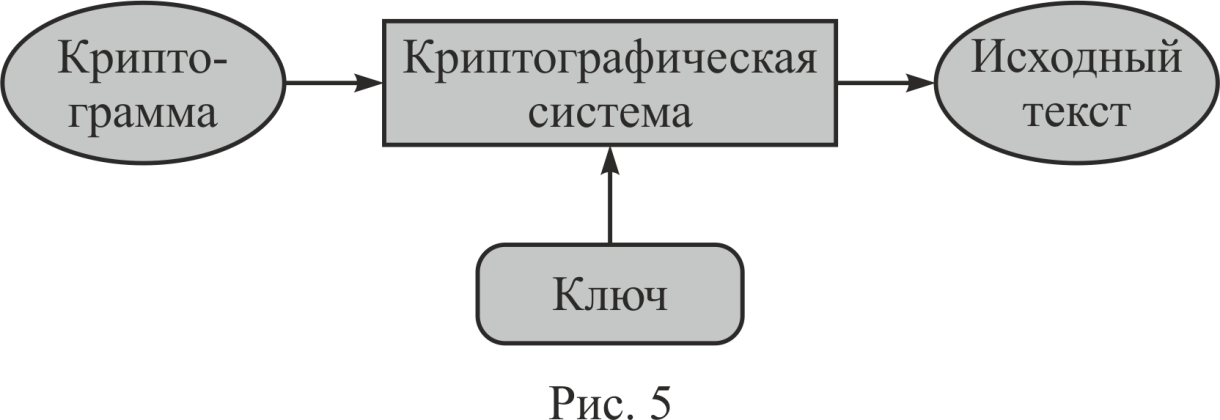 Крипто-
грамма
Криптографическая
система
Исходный
текст
Ключ
Рис. 5